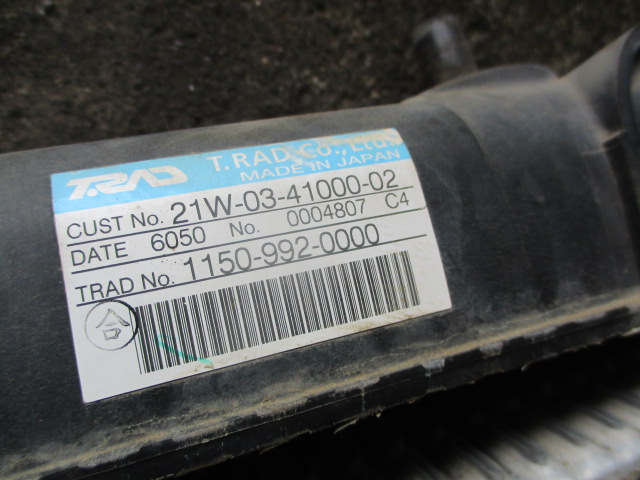 T.RAD T.RAD Co., Ltd.
MADE IN JAPAN
CUST No. 21W-03-41000-02
DATE 6050 No. 0004807 C4
TRAD No. 1150-992-0000
合